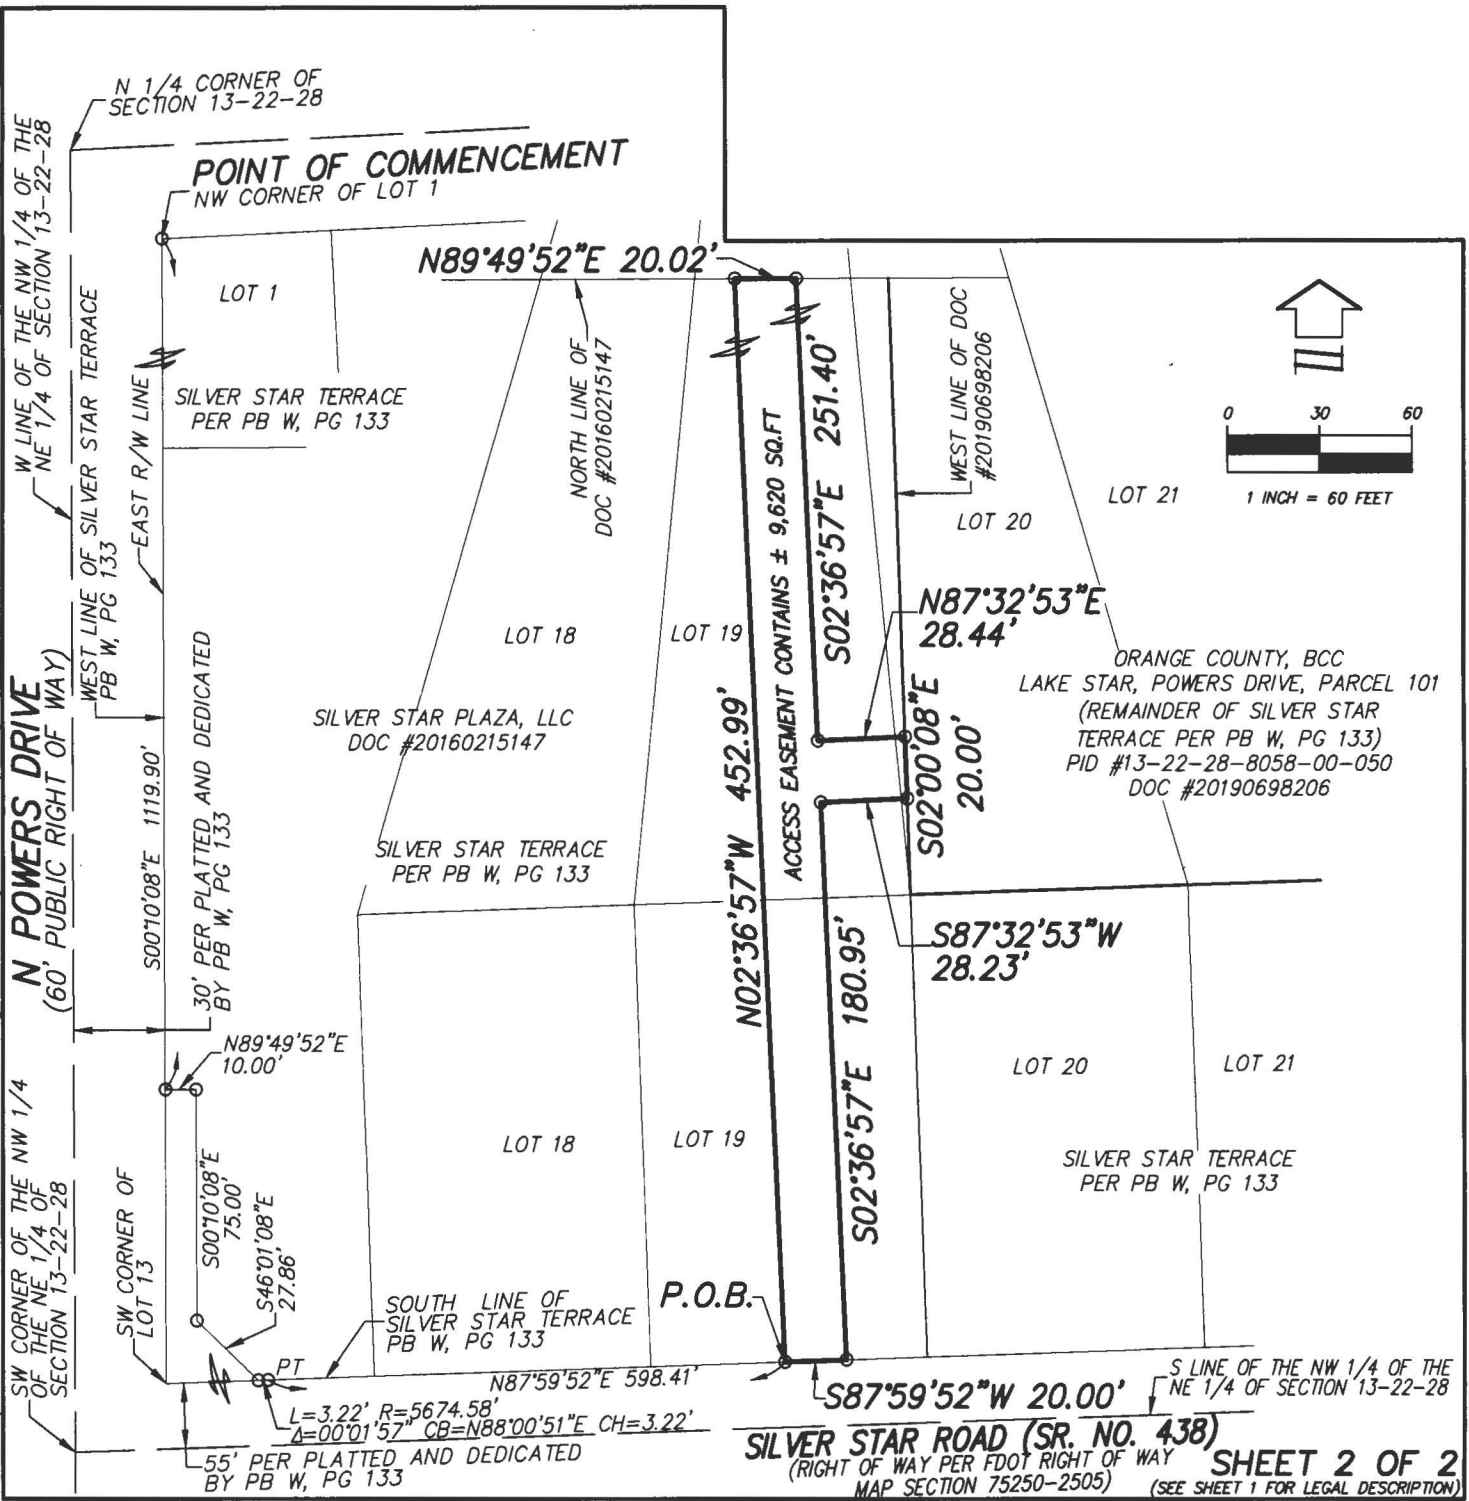 N 1/4 CORNER OF
SECTION 13-22-28
POINT OF COMMENCEMENT
NW CORNER OF LOT 1
W LINE OF THE NW 1/4 OF THE
NE 1/4 OF SECTION 13-22-28
WEST LINE OF SILVER STAR TERRACE
PB W, PG 133
EAST R/W LINE
LOT 1
SILVER STAR TERRACE
PER PB W, PG 133
N89°49'52"E 20.02'
NORTH LINE OF
DOC #20160215147
S02°36'57"E 251.40'
ACCESS EASEMENT CONTAINS ± 9,620 SQ.FT
WEST LINE OF DOC
#20190698206
0 30 60
1 INCH = 60 FEET
LOT 21
LOT 20
LOT 18
LOT 19
N87°32'53"E
28.44'
ORANGE COUNTY, BCC
LAKE STAR, POWERS DRIVE, PARCEL 101
(REMAINDER OF SILVER STAR
TERRACE PER PB W, PG 133)
PID #13-22-28-8058-00-050
DOC #20190698206
S02°00'08"E
20.00'
SILVER STAR PLAZA, LLC
DOC #20160215147
N02°36'57"W 452.99'
N POWERS DRIVE
(60' PUBLIC RIGHT OF WAY)
S00°10'08"E 1119.90'
30' PER PLATTED AND DEDICATED
BY PB W, PG 133
SILVER STAR TERRACE
PER PB W, PG 133
S87°32'53"W
28.23'
S02°36'57"E 180.95'
N89°49'52"E
10.00'
LOT 18
LOT 19
LOT 20
LOT 21
SILVER STAR TERRACE
PER PB W, PG 133
S00°10'08"E
75.00'
S46°01'08"E
27.86'
SW CORNER OF
LOT 13
SW CORNER OF THE NW 1/4
OF THE NE 1/4 OF
SECTION 13-22-28
SOUTH LINE OF
SILVER STAR TERRACE
PB W, PG 133
P.O.B.
PT
N87°59'52"E 598.41'
S87°59'52"W 20.00'
S LINE OF THE NW 1/4 OF THE
NE 1/4 OF SECTION 13-22-28
L=3.22' R=5674.58'
Δ=00°01'57" CB=N88°00'51"E CH=3.22'
55' PER PLATTED AND DEDICATED
BY PB W, PG 133
SILVER STAR ROAD (SR. NO. 438)
(RIGHT OF WAY PER FDOT RIGHT OF WAY
MAP SECTION 75250-2505)
SHEET 2 OF 2
(SEE SHEET 1 FOR LEGAL DESCRIPTION)